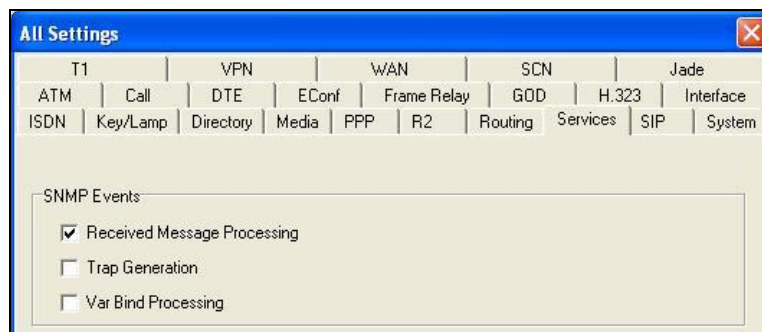 All Settings
T1 VPN WAN SCN Jade
ATM Call DTE EConf Frame Relay GOD H.323 Interface
ISDN Key/Lamp Directory Media PPP R2 Routing Services SIP System
SNMP Events
Received Message Processing
Trap Generation
Var Bind Processing